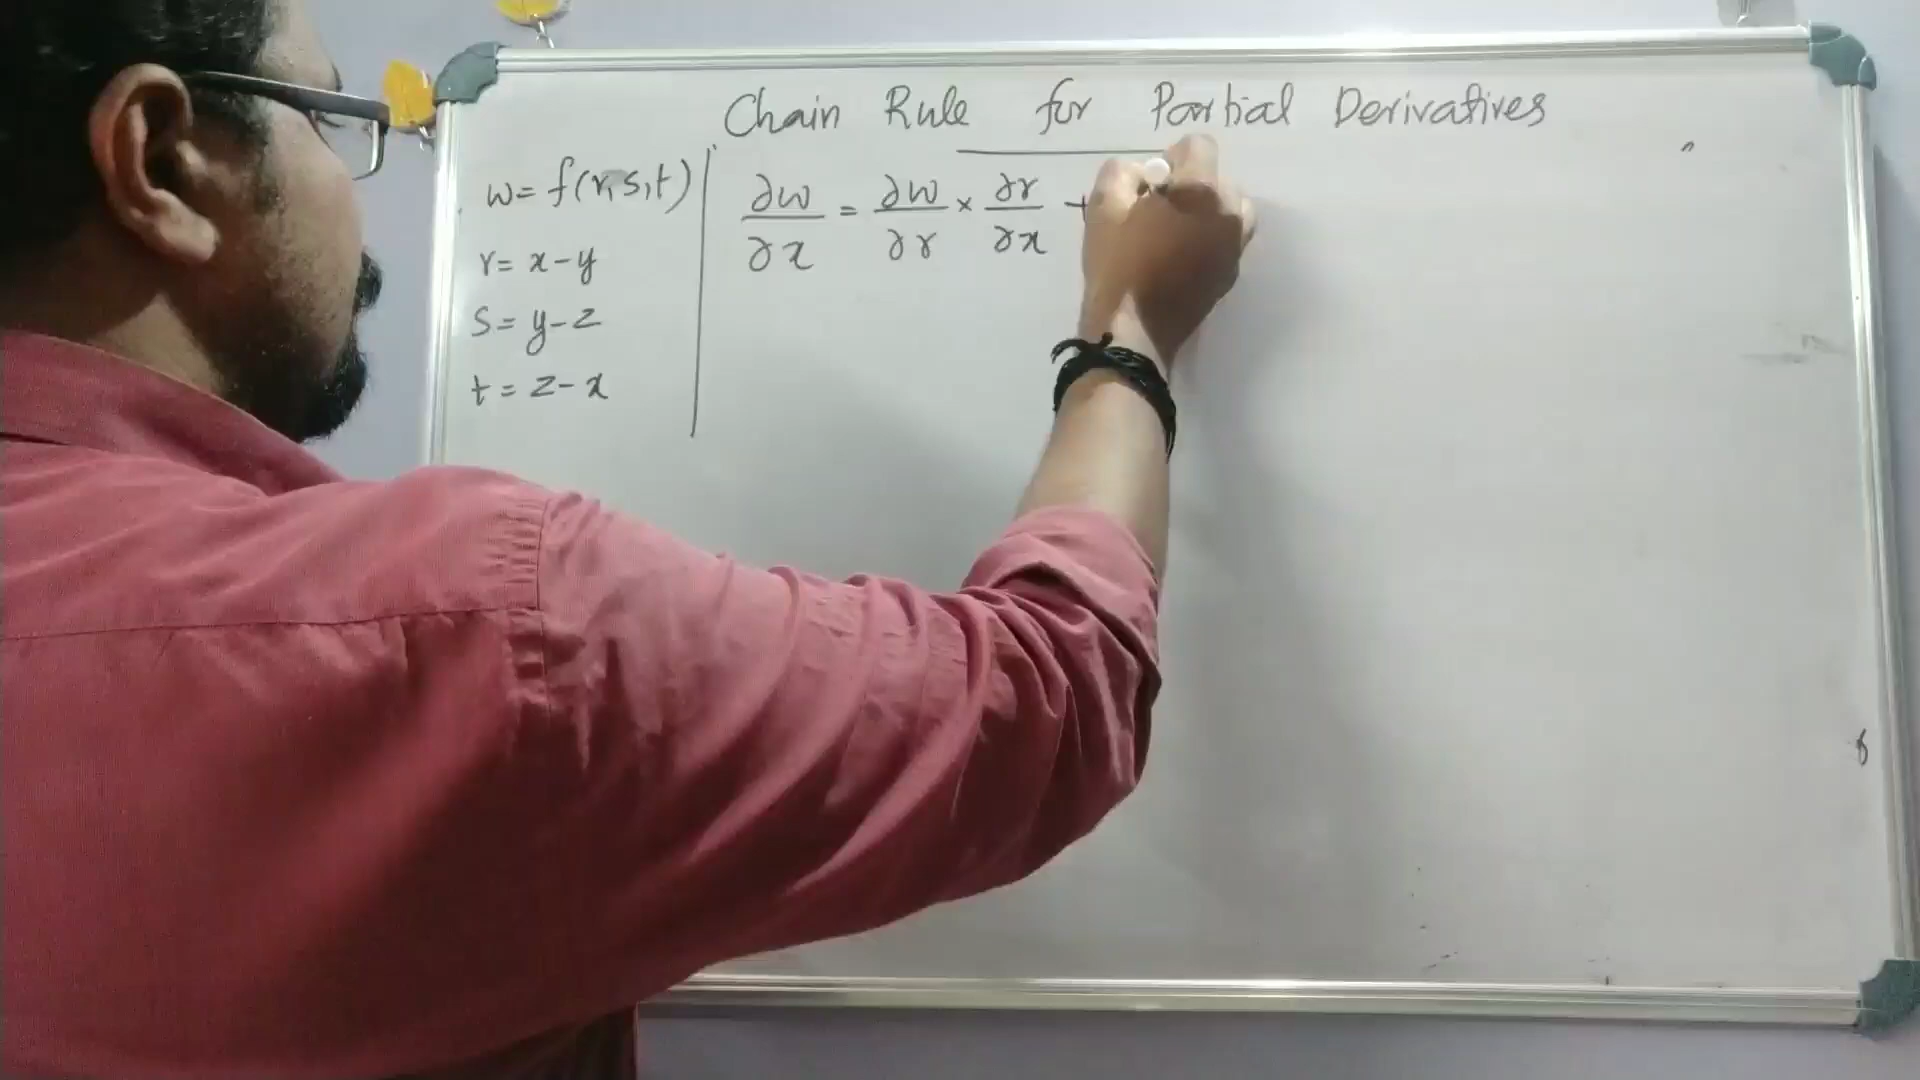 Chain Rule for Partial Derivatives
w = f(r, s, t)
r = x - y
s = y - z
t = z - x
∂w/∂x = ∂w/∂r × ∂r/∂x +